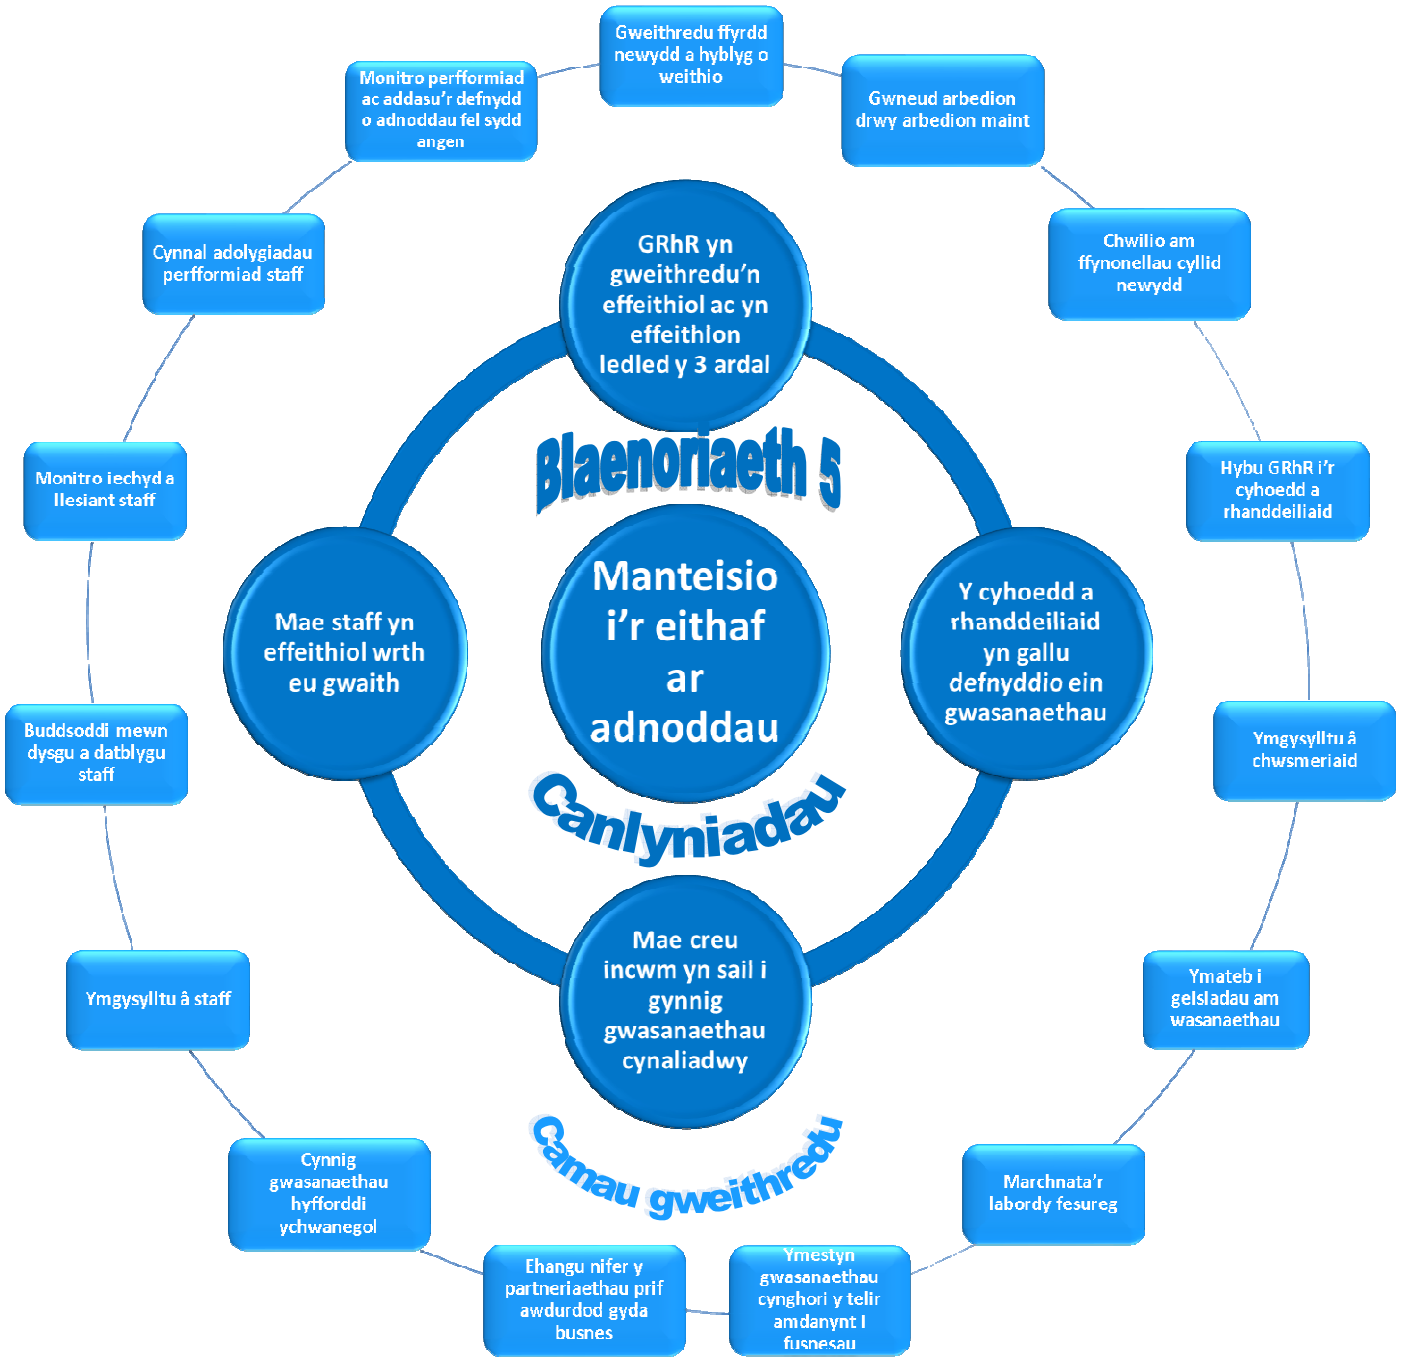 Gweithredu ffyrdd
newydd a hyblyg o
weithio
Gwneud arbedion
drwy arbedion maint
Chwilio am
ffynonellau cyllid
newydd
Hybu GRhR i'r
cyhoedd a
rhanddeiliaid
Ymgysylltu â
chwsmeriaid
Ymateb i
geisiadau am
wasanaethau
Marchnata'r
labordy fesureg
Ymestyn
gwasanaethau
cynghori y telir
amdanynt I
fusnesau
Ehangu nifer y
partneriaethau prif
awdurdod gyda
busnes
Cynnig
gwasanaethau
hyfforddi
ychwanegol
Ymgysylltu â staff
Buddsoddi mewn
dysgu a datblygu
staff
Monitro iechyd a
llesiant staff
Cynnal adolygiadau
perfformiad staff
Monitro perfformiad
ac addasu'r defnydd
o adnoddau fel sydd
angen
GRhR yn
gweithredu'n
effeithiol ac yn
effeithlon
ledled y 3 ardal
Blaenoriaeth 5
Manteisio
i'r eithaf
ar
adnoddau
Canlyniadau
Y cyhoedd a
rhanddeiliaid
yn gallu
defnyddio ein
gwasanaethau
Mae creu
incwm yn sail i
gynnig
gwasanaethau
cynaliadwy
Mae staff yn
effeithiol wrth
eu gwaith
Camau gweithredu